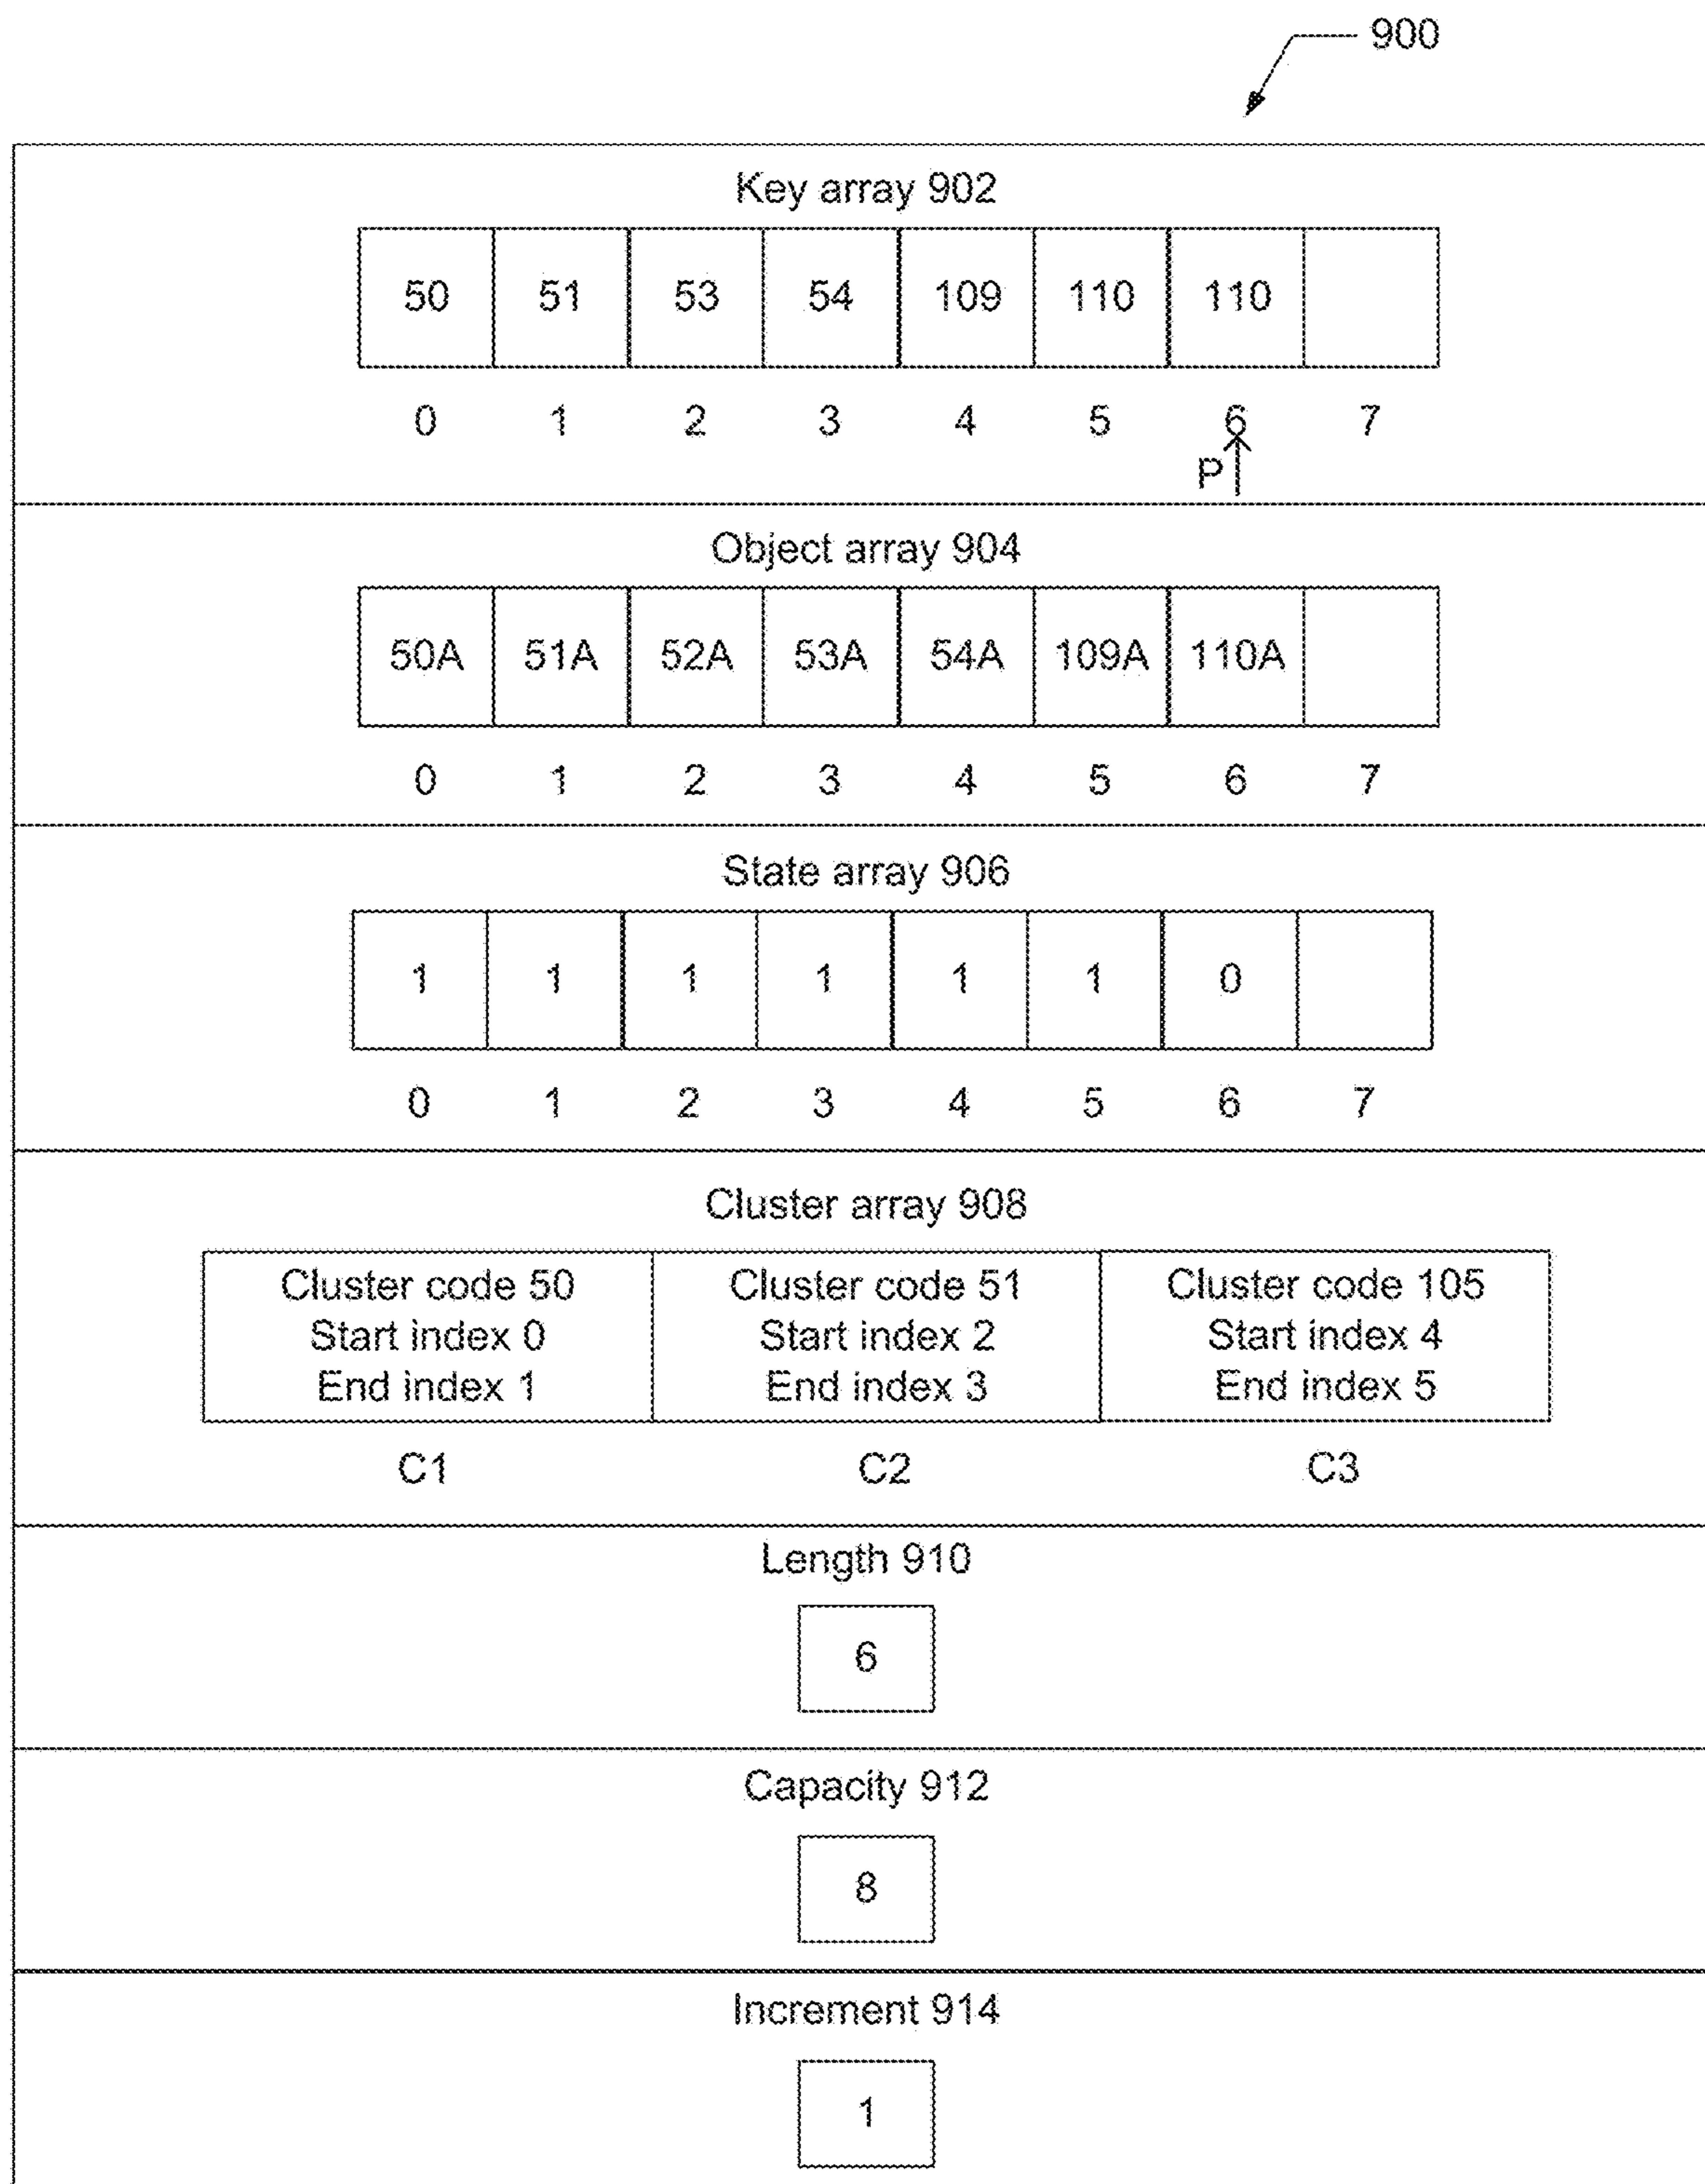 900
Key array 902
50 51 53 54 109 110 110
0 1 2 3 4 5 6 7
P
Object array 904
50A 51A 52A 53A 54A 109A 110A
0 1 2 3 4 5 6 7
State array 906
1 1 1 1 1 1 0
0 1 2 3 4 5 6 7
Cluster array 908
Cluster code 50 Cluster code 51 Cluster code 105
Start index 0 Start index 2 Start index 4
End index 1 End index 3 End index 5
C1 C2 C3
Length 910
6
Capacity 912
8
Increment 914
1